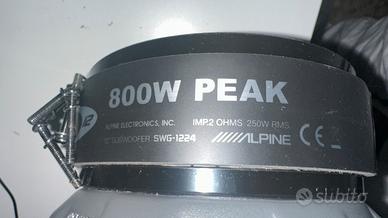 800W PEAK
ALPINE ELECTRONICS, INC. IMP.2 OHMS 250W RMS
12" SUBWOOFER SWG-1224 ALPINE CE
subito